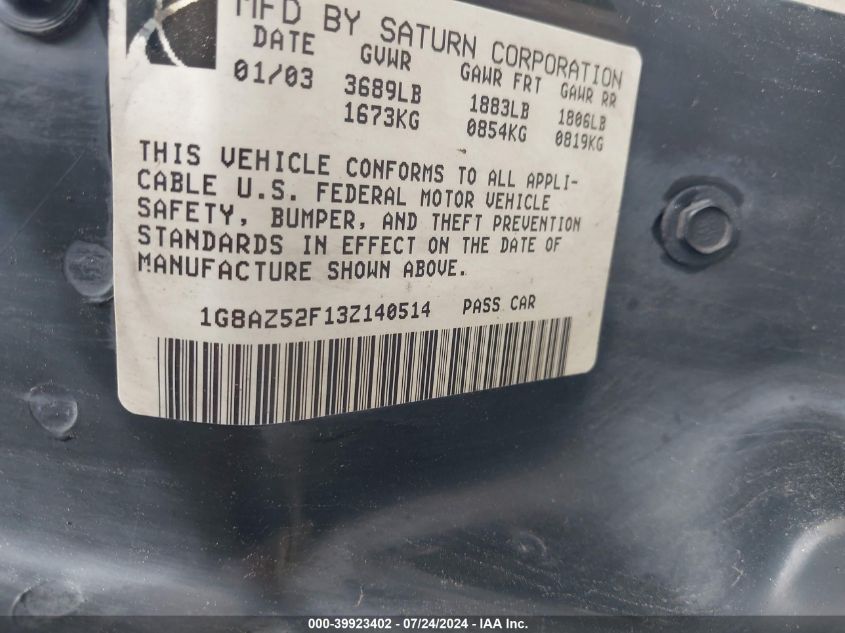 MFD BY SATURN CORPORATION
DATE GVWR GAWR FRT GAWR RR
01/03 3689LB 1883LB 1806LB
1673KG 0854KG 0819KG
THIS VEHICLE CONFORMS TO ALL APPLI-
CABLE U.S. FEDERAL MOTOR VEHICLE
SAFETY, BUMPER, AND THEFT PREVENTION
STANDARDS IN EFFECT ON THE DATE OF
MANUFACTURE SHOWN ABOVE.
1G8AZ52F13Z140514 PASS CAR
000-39923402 - 07/24/2024 - IAA Inc.